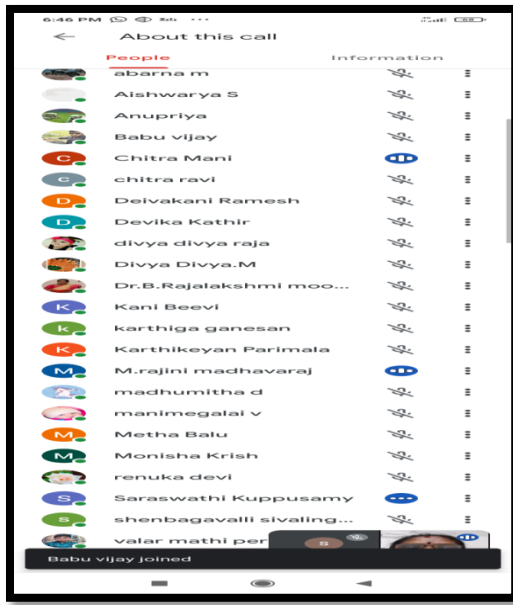 6:46 PM
About this call
People Information
abarna m
Aishwarya S
Anupriya
Babu vijay
C Chitra Mani
c chitra ravi
D Deivakani Ramesh
D Devika Kathir
divya divya raja
Divya Divya.M
Dr.B.Rajalakshmi moo...
K Kani Beevi
k karthiga ganesan
K Karthikeyan Parimala
M M.rajini madhavaraj
madhumitha d
manimegalai v
M Metha Balu
M Monisha Krish
renuka devi
S Saraswathi Kuppusamy
s shenbagavalli sivaling...
valar mathi per
s
Babu vijay joined